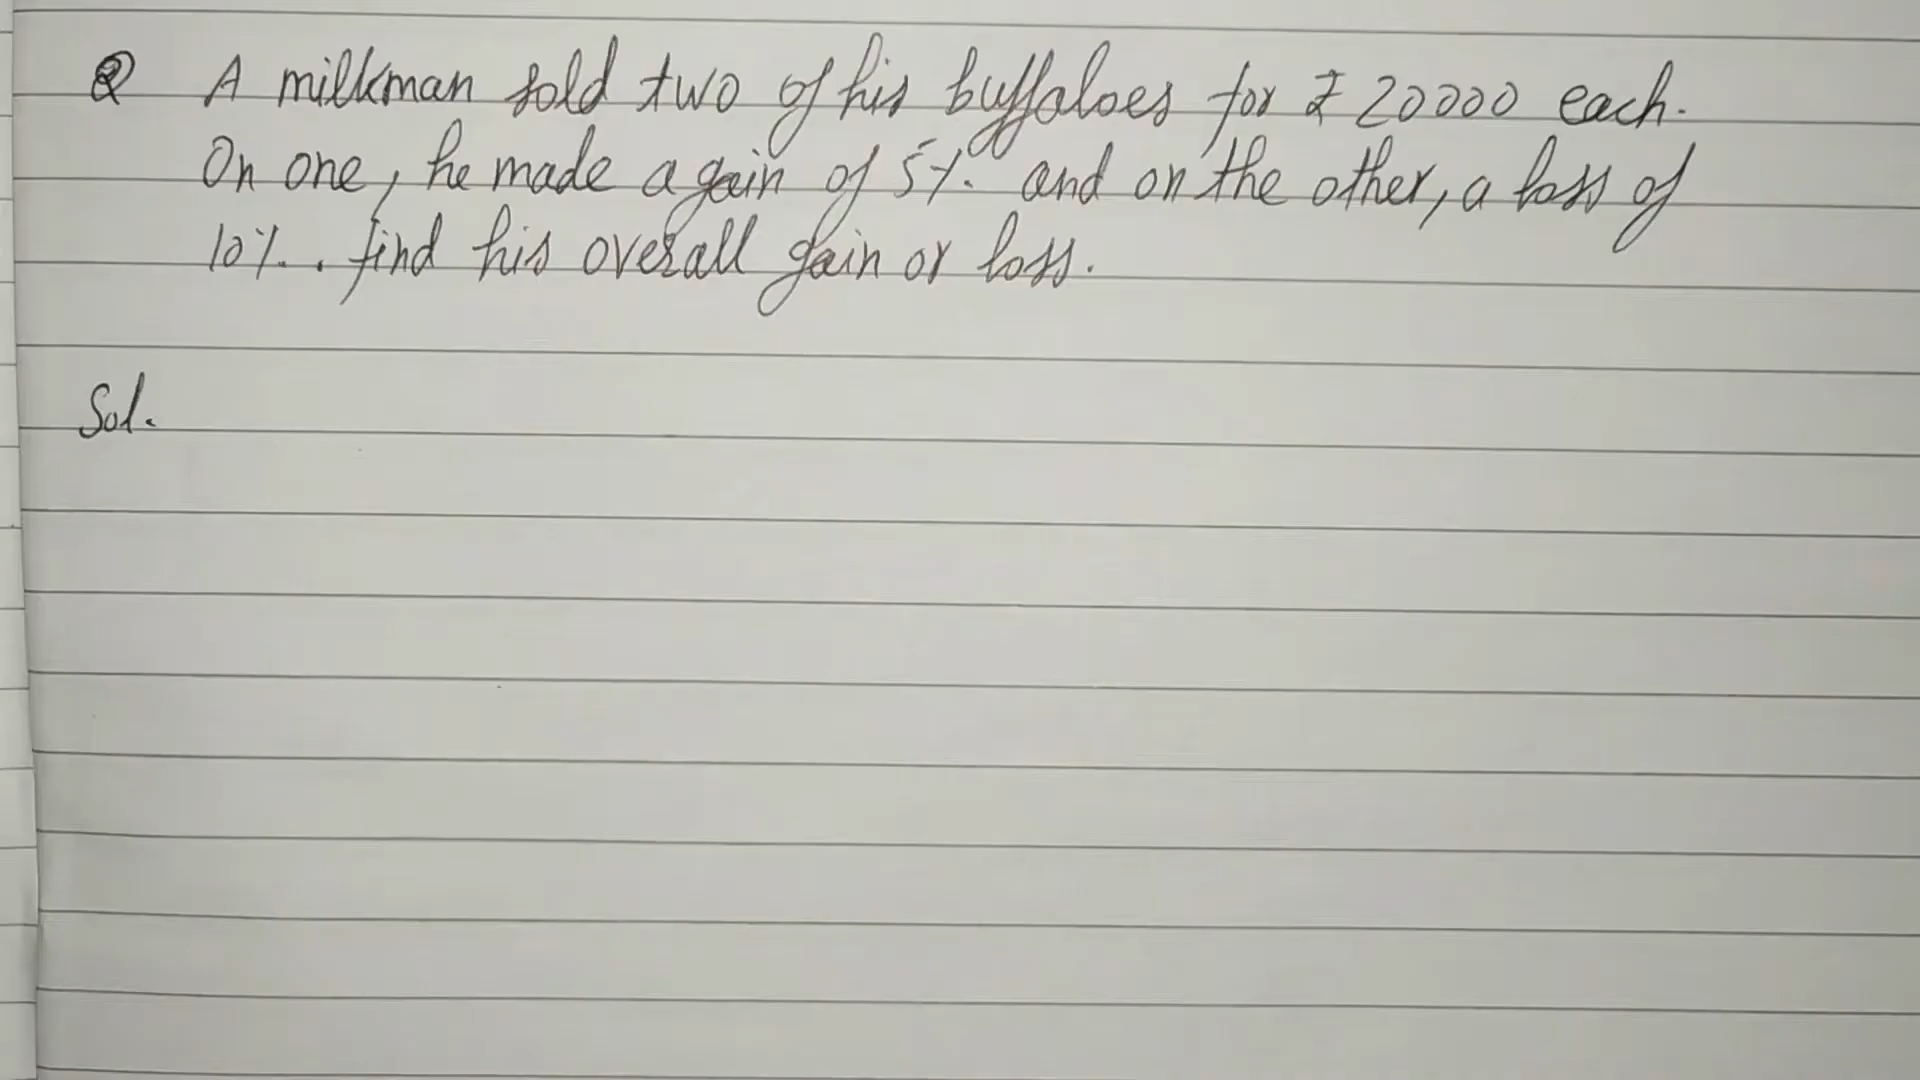 Q A milkman sold two of his buffaloes for ₹ 20000 each.
On one, he made a gain of 5%. and on the other, a loss of
10%.. find his overall gain or loss.
Sol.